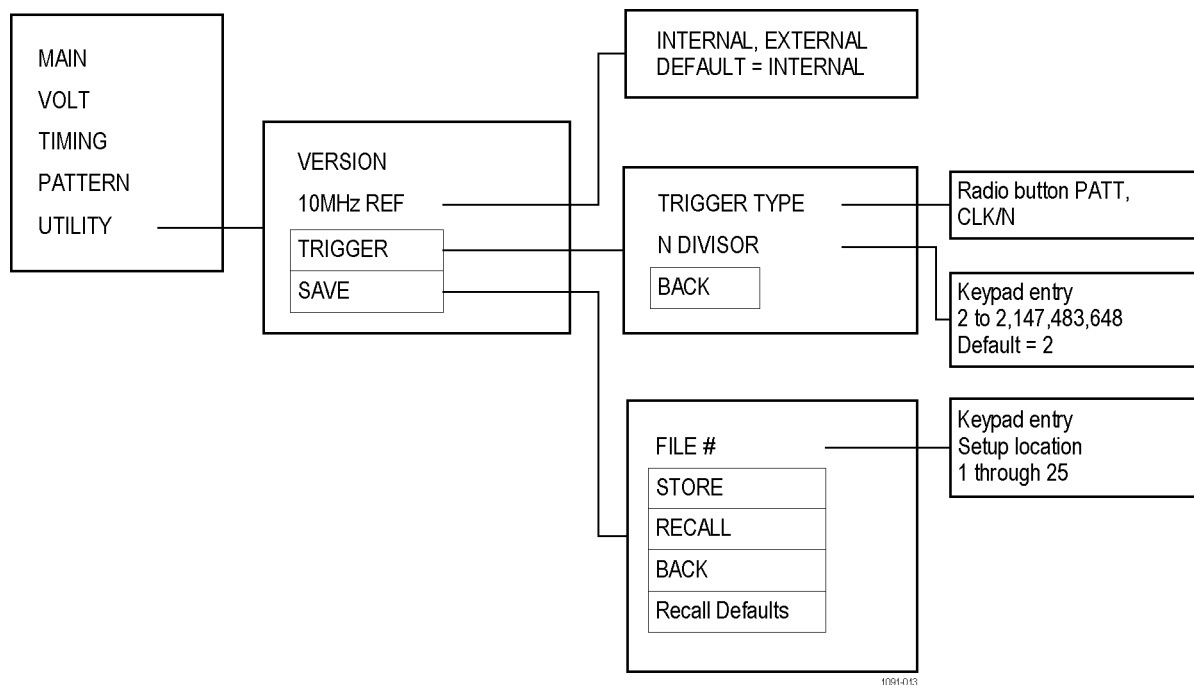 MAIN
VOLT
TIMING
PATTERN
UTILITY
VERSION
10MHz REF
TRIGGER
SAVE
INTERNAL, EXTERNAL
DEFAULT = INTERNAL
TRIGGER TYPE
N DIVISOR
BACK
Radio button PATT,
CLK/N
Keypad entry
2 to 2,147,483,648
Default = 2
FILE #
STORE
RECALL
BACK
Recall Defaults
Keypad entry
Setup location
1 through 25
1091-013